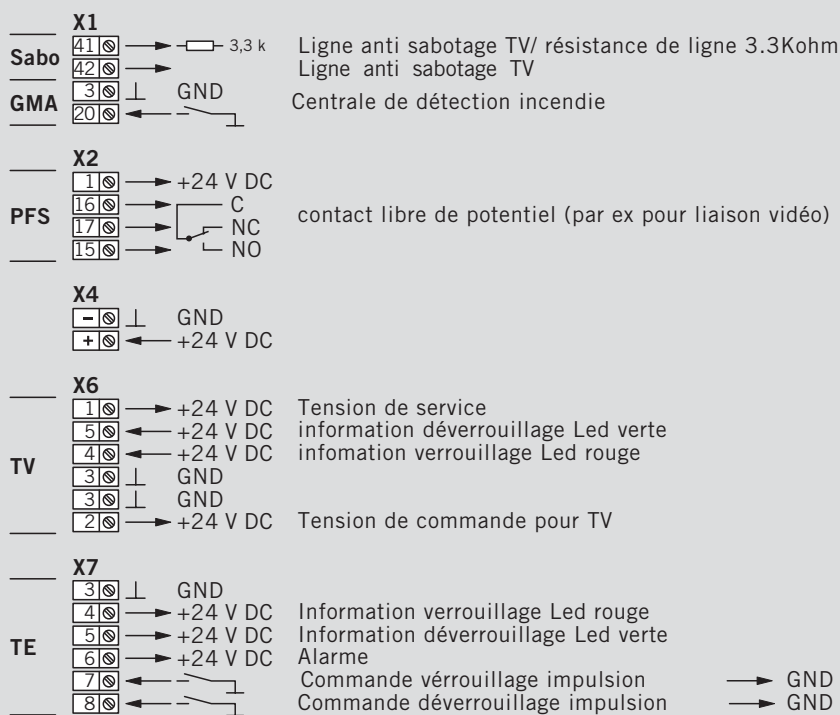 X1
Sabo
41 3,3 k Ligne anti sabotage TV/ résistance de ligne 3.3Kohm
42 Ligne anti sabotage TV
GMA
3 GND
20 Centrale de détection incendie
X2
PFS
1 +24 V DC
16 C
17 NC
15 NO
contact libre de potentiel (par ex pour liaison vidéo)
X4
- GND
+ +24 V DC
X6
TV
1 +24 V DC Tension de service
5 +24 V DC information déverrouillage Led verte
4 +24 V DC infomation verrouillage Led rouge
3 GND
3 GND
2 +24 V DC Tension de commande pour TV
X7
TE
3 GND
4 +24 V DC Information verrouillage Led rouge
5 +24 V DC Information déverrouillage Led verte
6 +24 V DC Alarme
7 Commande vérrouillage impulsion GND
8 Commande déverrouillage impulsion GND